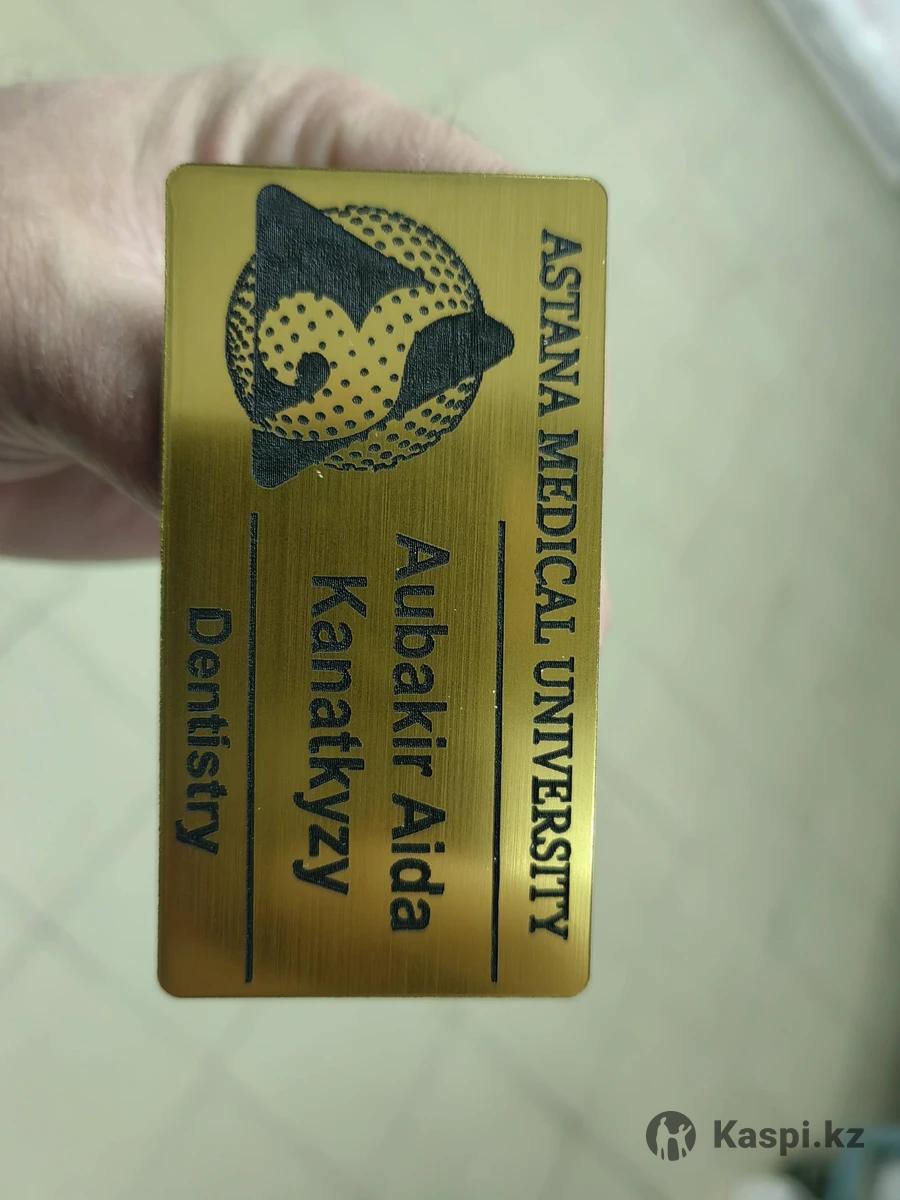 ASTANA MEDICAL UNIVERSITY
Aubakir Aida
Kanatkyzy
Dentistry
Kaspi.kz